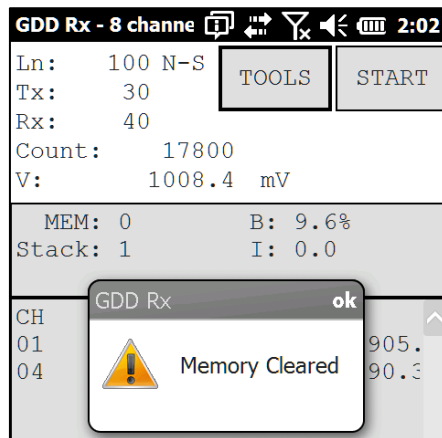 GDD Rx - 8 channe 2:02
Ln: 100 N-S
TOOLS START
Tx: 30
Rx: 40
Count: 17800
V: 1008.4 mV
MEM: 0 B: 9.6%
Stack: 1 I: 0.0
GDD Rx ok
Memory Cleared
CH
01 905.
04 90.3